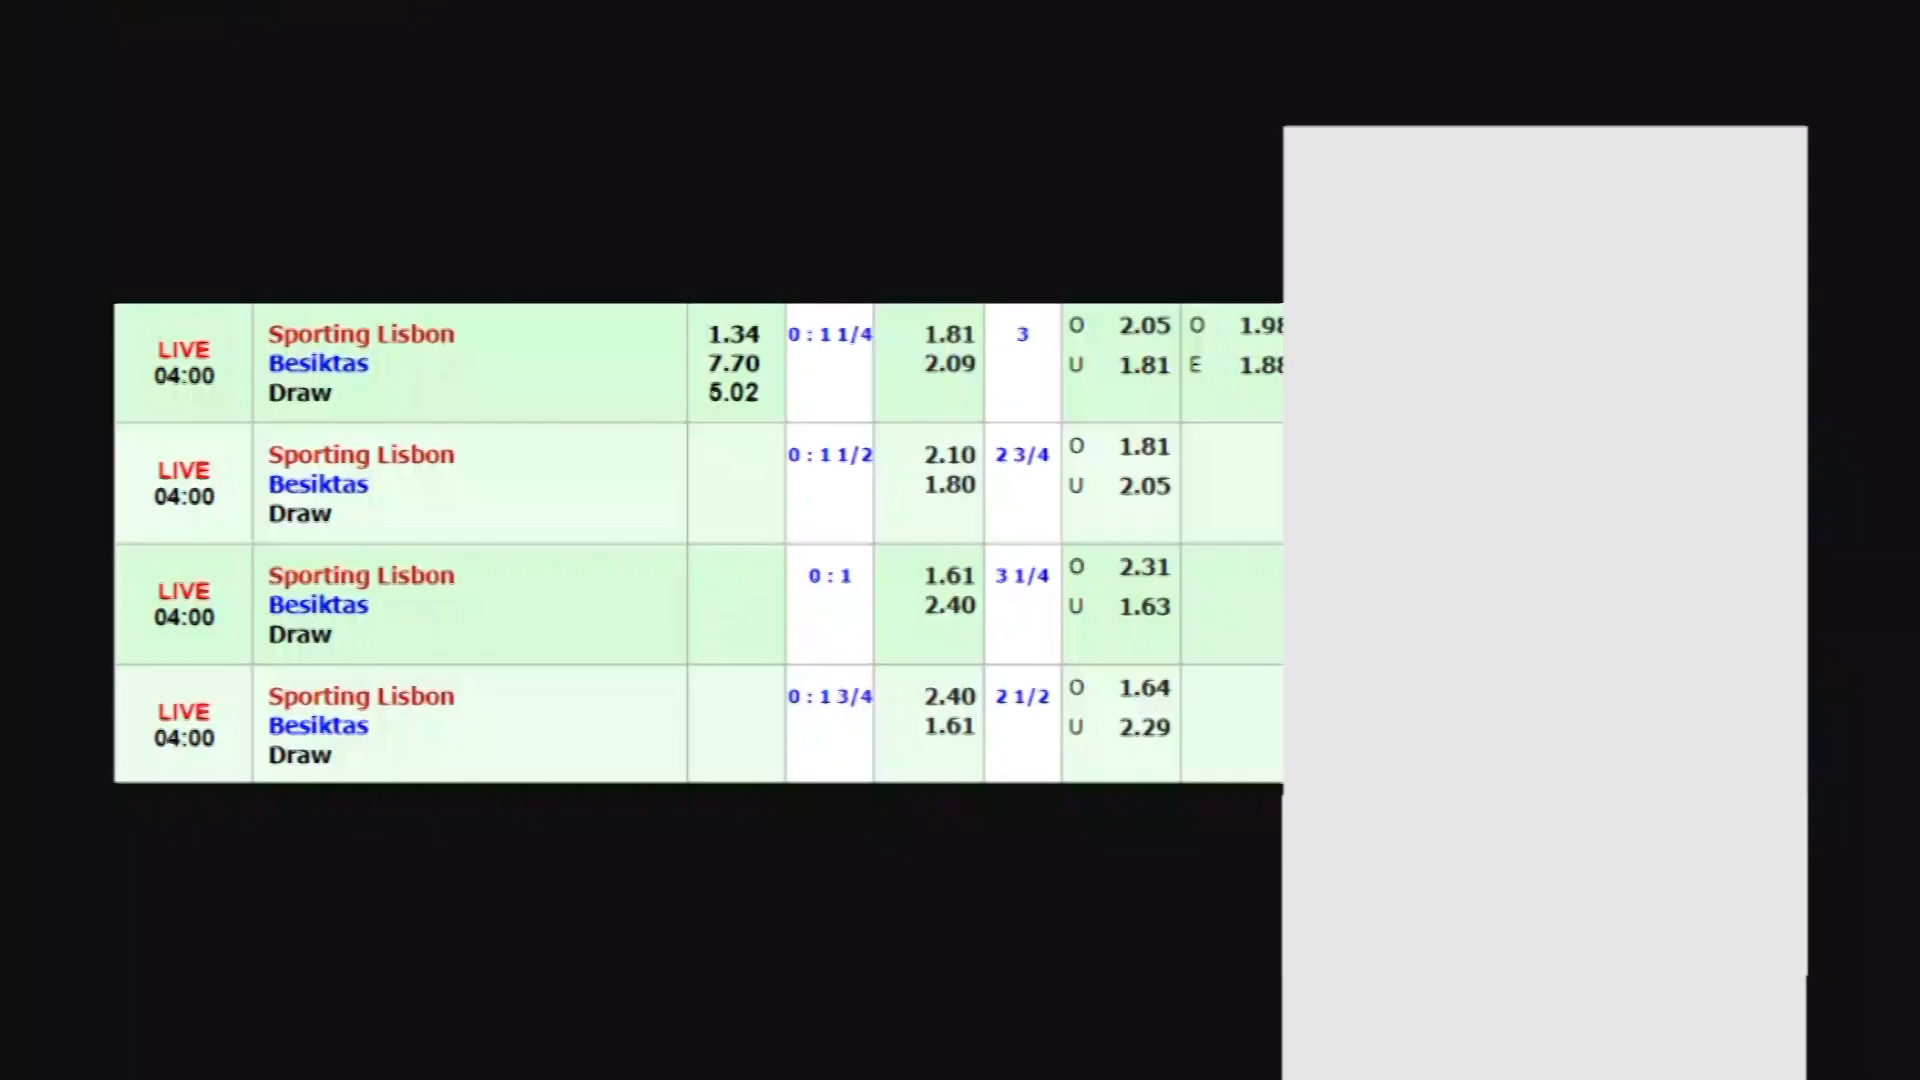 LIVE 04:00 Sporting Lisbon 1.34 0 : 1 1/4 1.81 3 O 2.05 O 1.98
Besiktas 7.70 2.09 U 1.81 E 1.88
Draw 5.02
LIVE 04:00 Sporting Lisbon 0 : 1 1/2 2.10 2 3/4 O 1.81
Besiktas 1.80 U 2.05
Draw
LIVE 04:00 Sporting Lisbon 0 : 1 1.61 3 1/4 O 2.31
Besiktas 2.40 U 1.63
Draw
LIVE 04:00 Sporting Lisbon 0 : 1 3/4 2.40 2 1/2 O 1.64
Besiktas 1.61 U 2.29
Draw